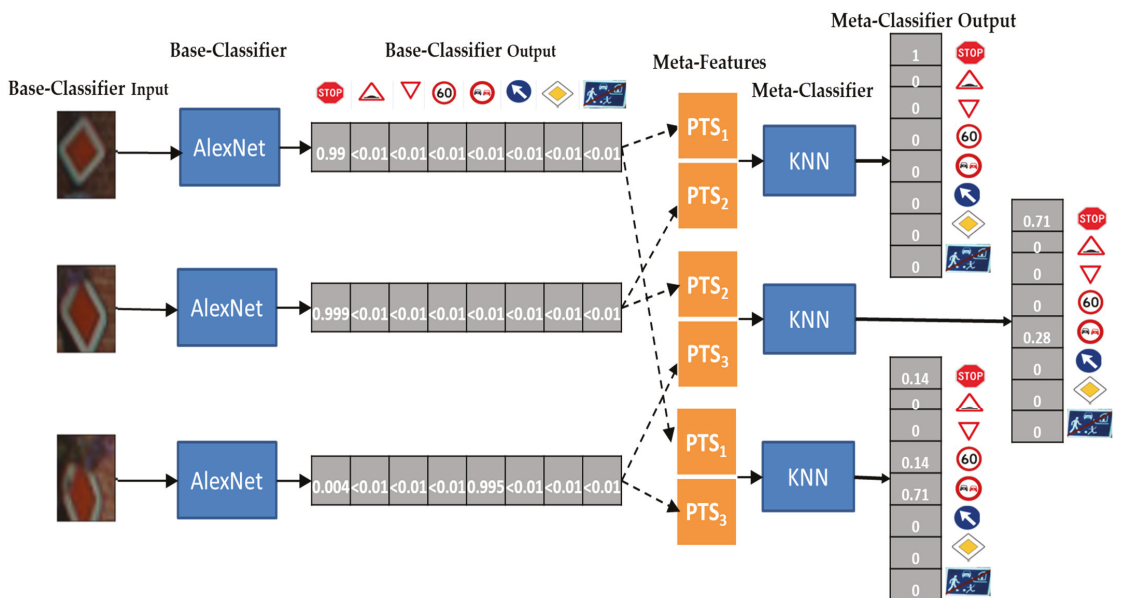 Meta-Classifier Output
Base-Classifier
Base-Classifier Output
Meta-Features
Base-Classifier Input
Meta-Classifier
STOP
60
AlexNet
0.99 <0.01 <0.01 <0.01 <0.01 <0.01 <0.01 <0.01
PTS1
PTS2
KNN
1 STOP
0
0
0 60
0
0
0
0
AlexNet
0.999 <0.01 <0.01 <0.01 <0.01 <0.01 <0.01 <0.01
PTS2
PTS3
KNN
0.71 STOP
0
0
0 60
0.28
0
0
0
AlexNet
0.004 <0.01 <0.01 <0.01 0.995 <0.01 <0.01 <0.01
PTS1
PTS3
KNN
0.14 STOP
0
0
0.14 60
0.71
0
0
0